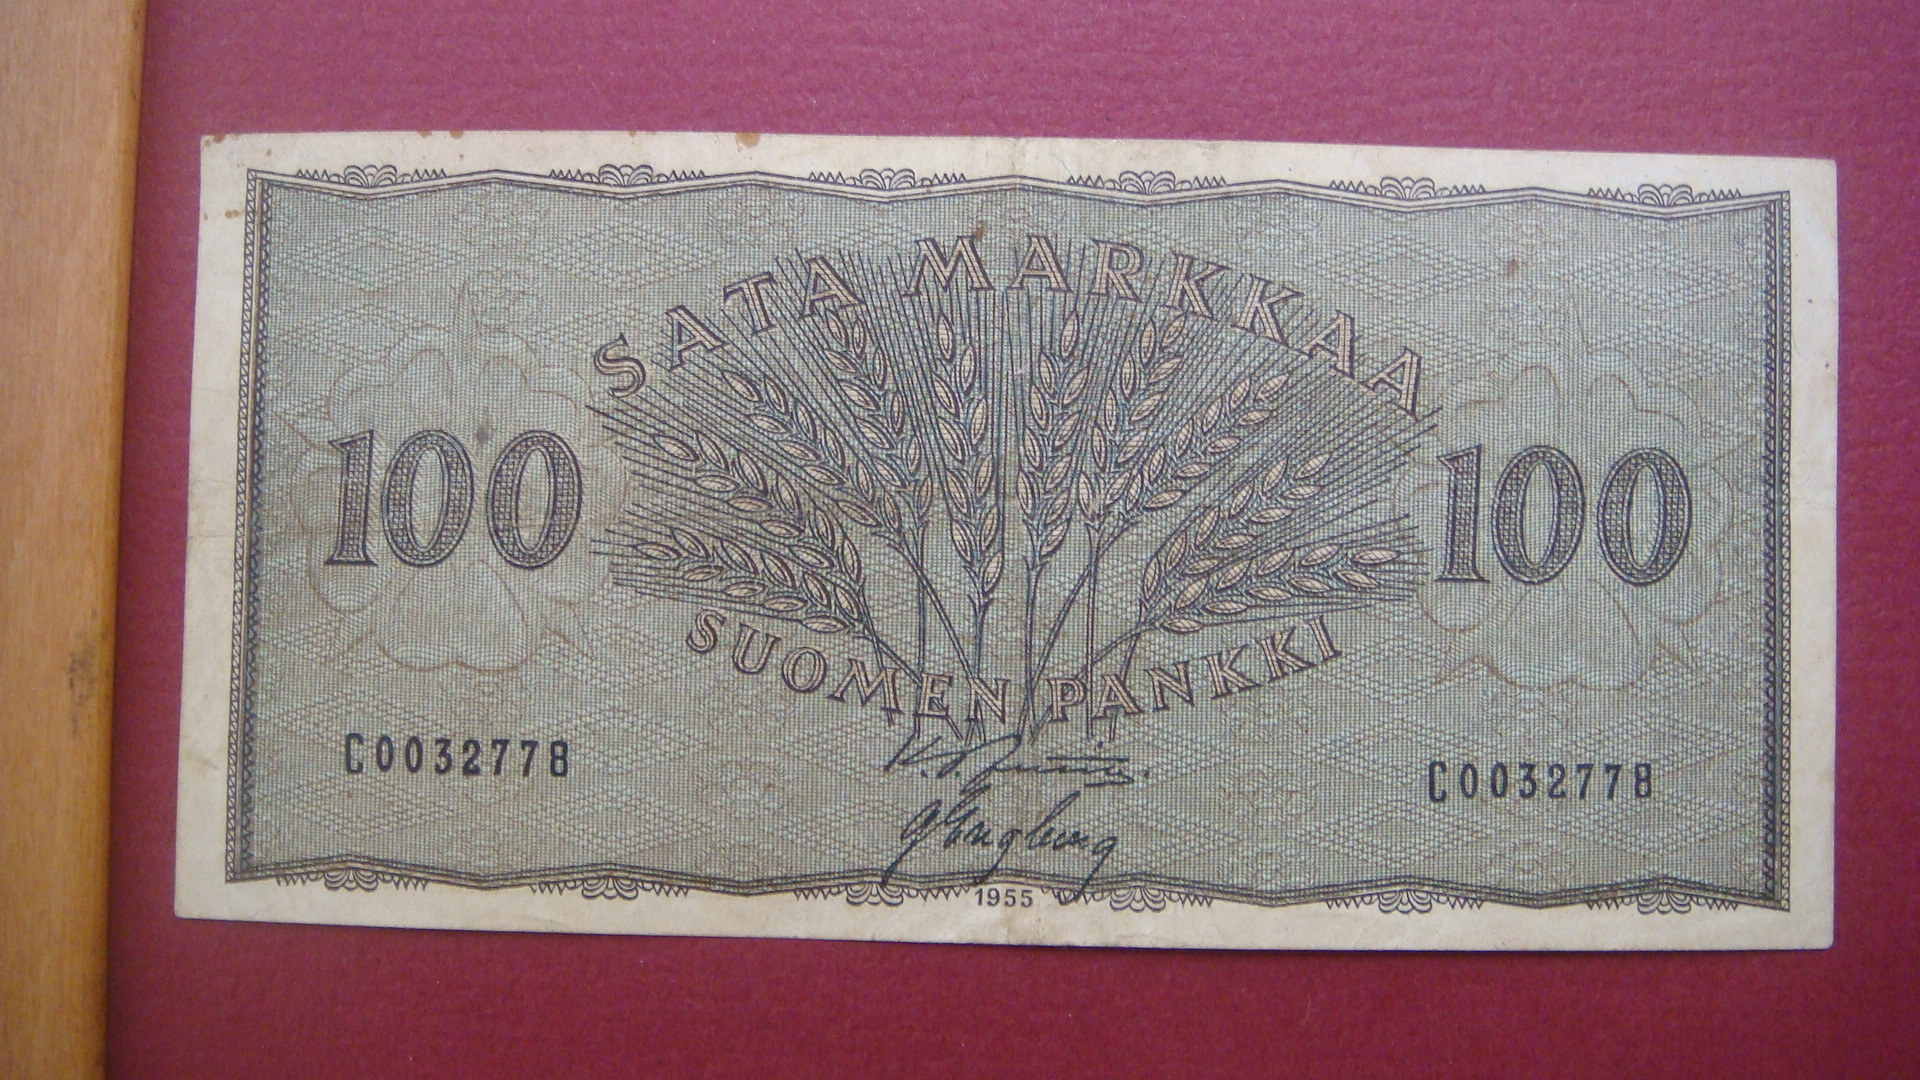 SATA MARKKAA
100 100
SUOMEN PANKKI
C0032778 C0032778
1955